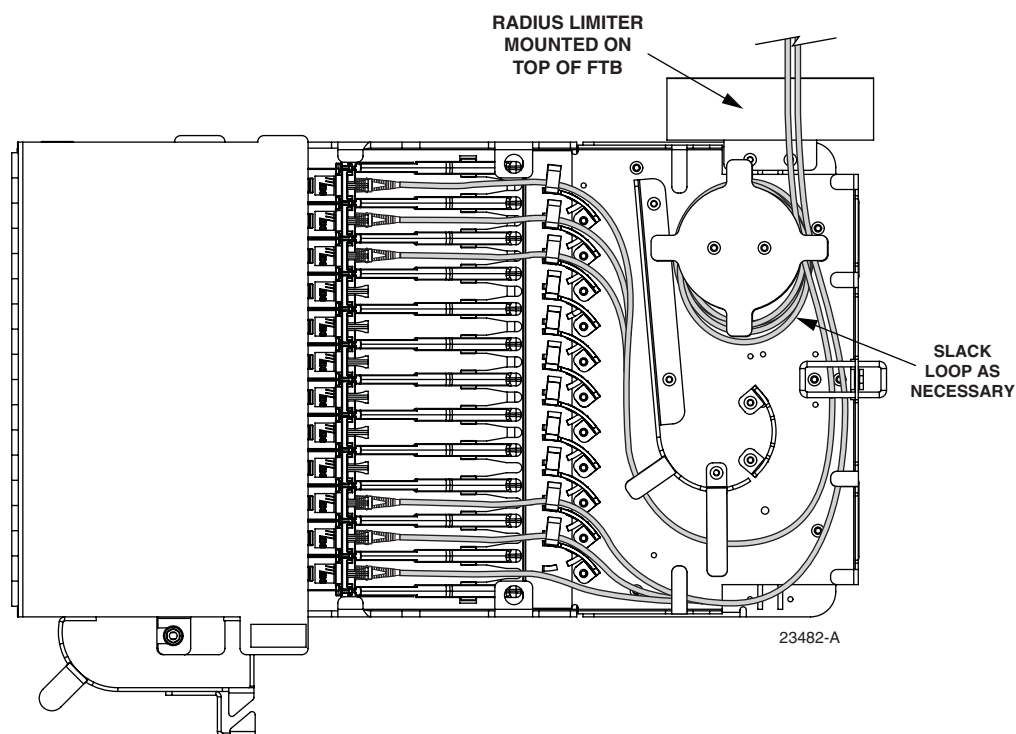 RADIUS LIMITER
MOUNTED ON
TOP OF FTB
SLACK
LOOP AS
NECESSARY
23482-A